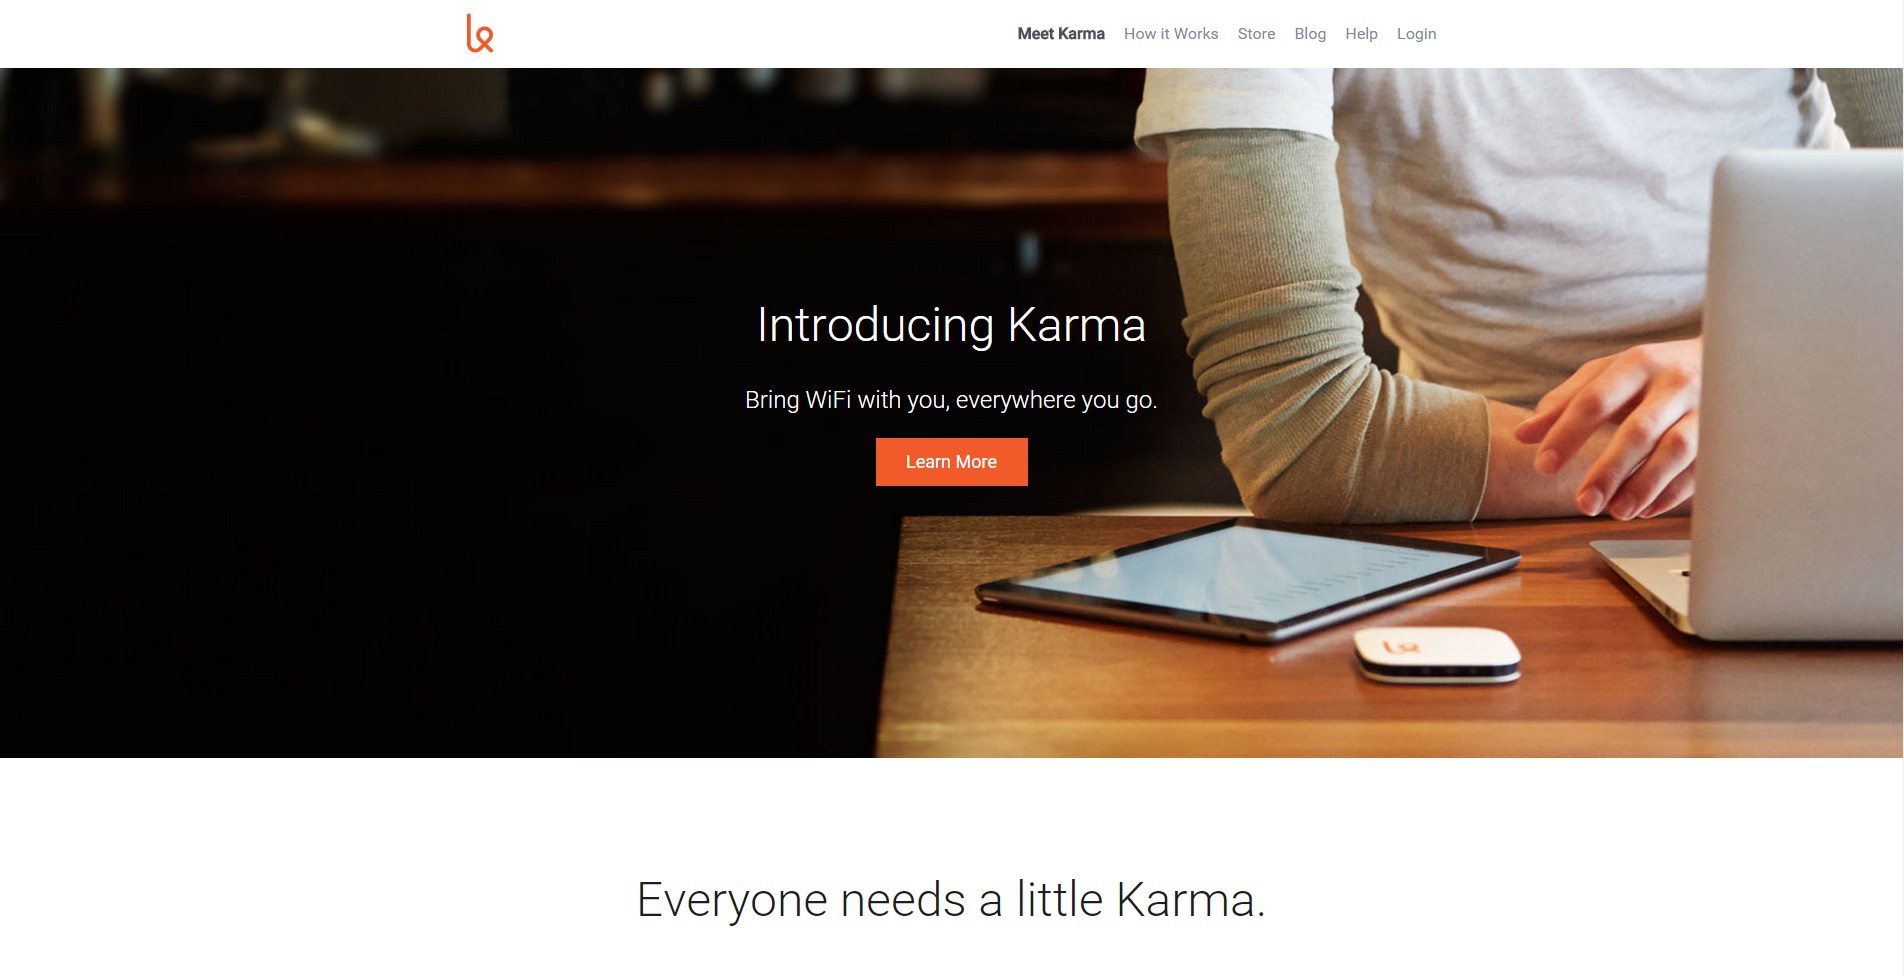 Meet Karma How it Works Store Blog Help Login
Introducing Karma
Bring WiFi with you, everywhere you go.
Learn More
Everyone needs a little Karma.